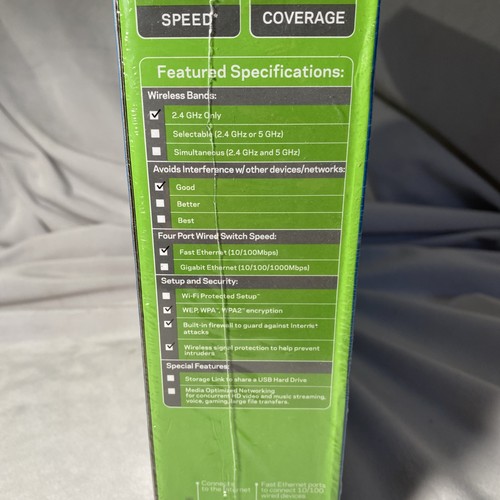 SPEED* COVERAGE
Featured Specifications:
Wireless Bands:
2.4 GHz Only
Selectable (2.4 GHz or 5 GHz)
Simultaneous (2.4 GHz and 5 GHz)
Avoids Interference w/other devices/networks:
Good
Better
Best
Four Port Wired Switch Speed:
Fast Ethernet (10/100Mbps)
Gigabit Ethernet (10/100/1000Mbps)
Setup and Security:
Wi-Fi Protected Setup™
WEP, WPA™, WPA2™ encryption
Built-in firewall to guard against Internet
attacks
Wireless signal protection to help prevent
intruders
Special Features:
Storage Link to share a USB Hard Drive
Media Optimized Networking
for concurrent HD video and music streaming,
voice, gaming, large file transfers.
Connects
to the Internet
Fast Ethernet ports
to connect 10/100
wired devices